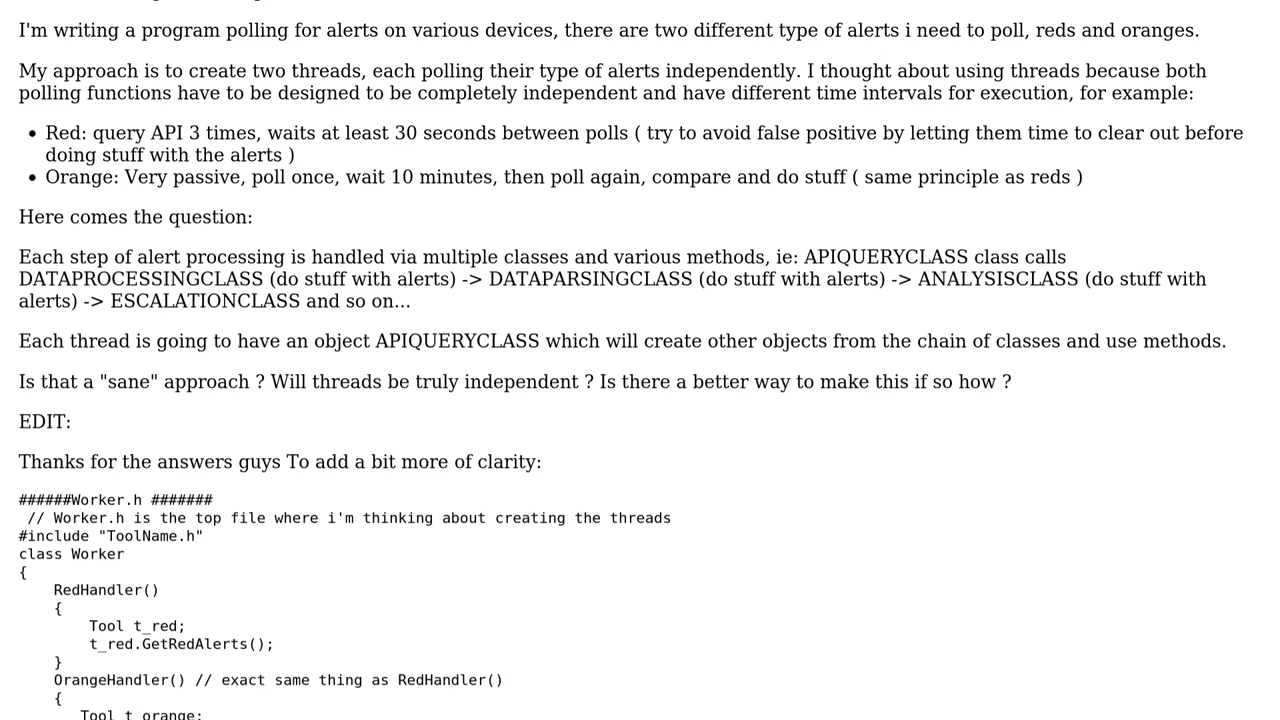 I'm writing a program polling for alerts on various devices, there are two different type of alerts i need to poll, reds and oranges.
My approach is to create two threads, each polling their type of alerts independently. I thought about using threads because both
polling functions have to be designed to be completely independent and have different time intervals for execution, for example:
• Red: query API 3 times, waits at least 30 seconds between polls ( try to avoid false positive by letting them time to clear out before
doing stuff with the alerts )
• Orange: Very passive, poll once, wait 10 minutes, then poll again, compare and do stuff ( same principle as reds )
Here comes the question:
Each step of alert processing is handled via multiple classes and various methods, ie: APIQUERYCLASS class calls
DATAPROCESSINGCLASS (do stuff with alerts) -> DATAPARSINGCLASS (do stuff with alerts) -> ANALYSISCLASS (do stuff with
alerts) -> ESCALATIONCLASS and so on...
Each thread is going to have an object APIQUERYCLASS which will create other objects from the chain of classes and use methods.
Is that a "sane" approach ? Will threads be truly independent ? Is there a better way to make this if so how ?
EDIT:
Thanks for the answers guys To add a bit more of clarity:
######Worker.h #######
 // Worker.h is the top file where i'm thinking about creating the threads
#include "ToolName.h"
class Worker
{
    RedHandler()
    {
        Tool t_red;
        t_red.GetRedAlerts();
    }
    OrangeHandler() // exact same thing as RedHandler()
    {
       Tool t_orange;